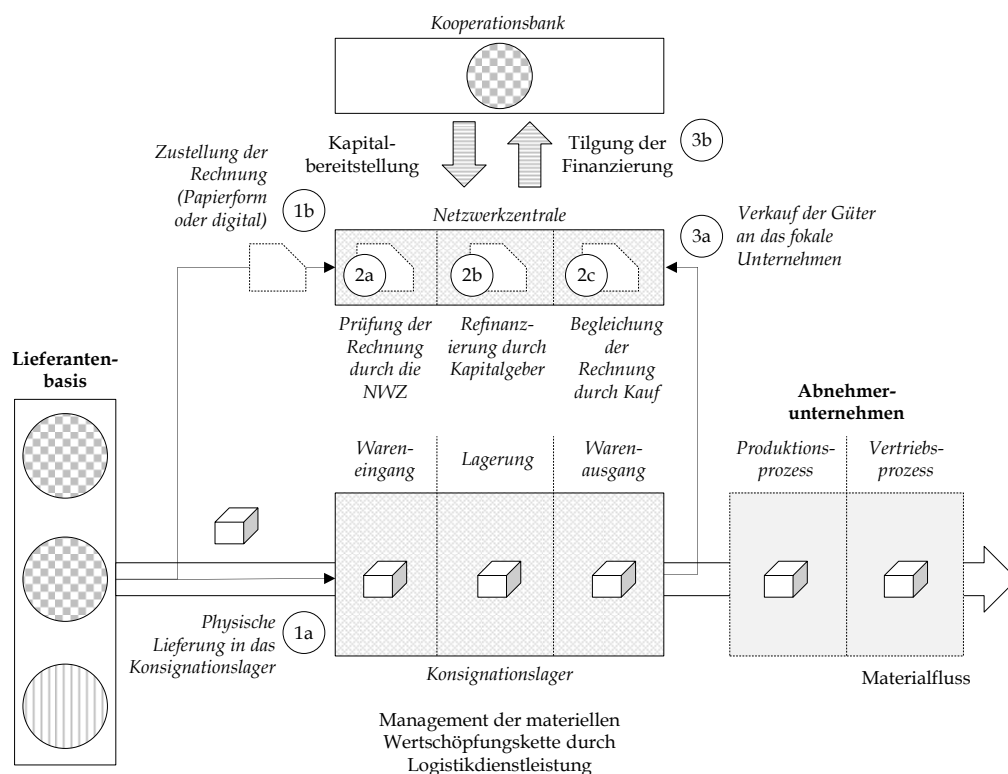 Kooperationsbank
Kapital-
bereitstellung
Tilgung der
Finanzierung
3b
Zustellung der
Rechnung
(Papierform
oder digital)
1b
Netzwerkzentrale
3a
Verkauf der Güter
an das fokale
Unternehmen
2a
2b
2c
Prüfung der
Rechnung
durch die
NWZ
Refinanz-
ierung durch
Kapitalgeber
Begleichung
der
Rechnung
durch Kauf
Lieferanten-
basis
Abnehmer-
unternehmen
Waren-
eingang
Lagerung
Waren-
ausgang
Produktions-
prozess
Vertriebs-
prozess
Physische
Lieferung in das
Konsignationslager
1a
Konsignationslager
Materialfluss
Management der materiellen
Wertschöpfungskette durch
Logistikdienstleistung